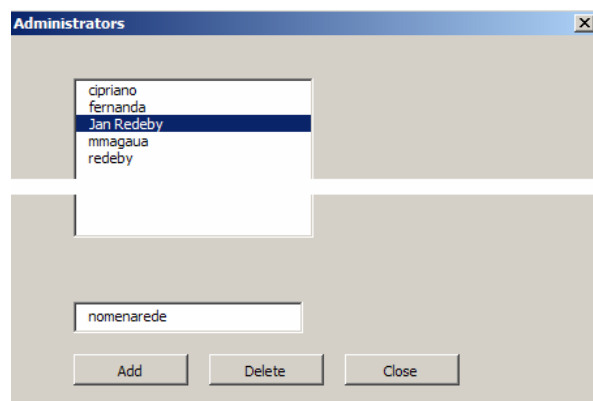 Administrators
cipriano
fernanda
Jan Redeby
mmagaua
redeby
nomenarede
Add Delete Close